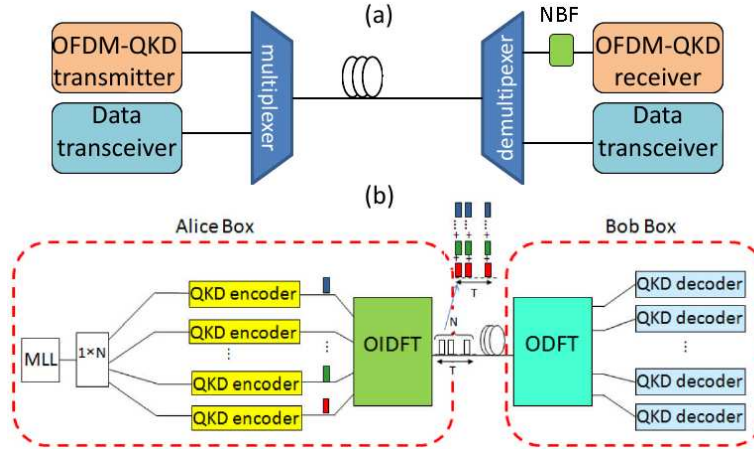 (a)
NBF
OFDM-QKD
transmitter
multiplexer
demultipexer
OFDM-QKD
receiver
Data
transceiver
Data
transceiver
(b)
Alice Box
Bob Box
T
QKD encoder
QKD decoder
QKD encoder
QKD decoder
MLL
1×N
OIDFT
N
T
ODFT
QKD encoder
QKD decoder
QKD encoder
QKD decoder